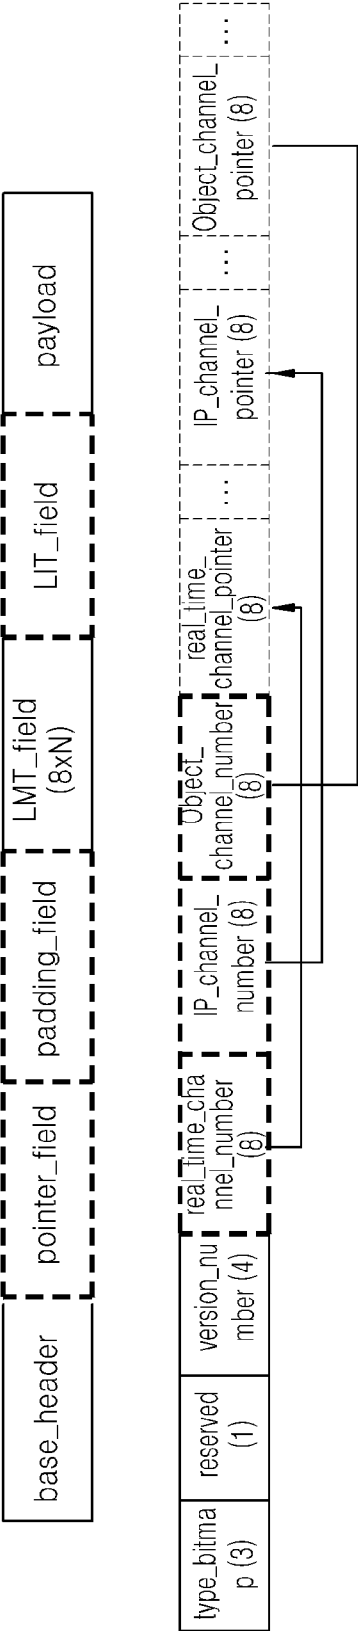 base_header
pointer_field
padding_field
LMT_field
(8xN)
LIT_field
payload
type_bitma
p (3)
reserved
(1)
version_nu
mber (4)
real_time_cha
nnel_number
(8)
IP_channel_
number (8)
Object_
channel_number
(8)
real_time_
channel_pointer
(8)
...
IP_channel_
pointer (8)
...
Object_channel_
pointer (8)
...